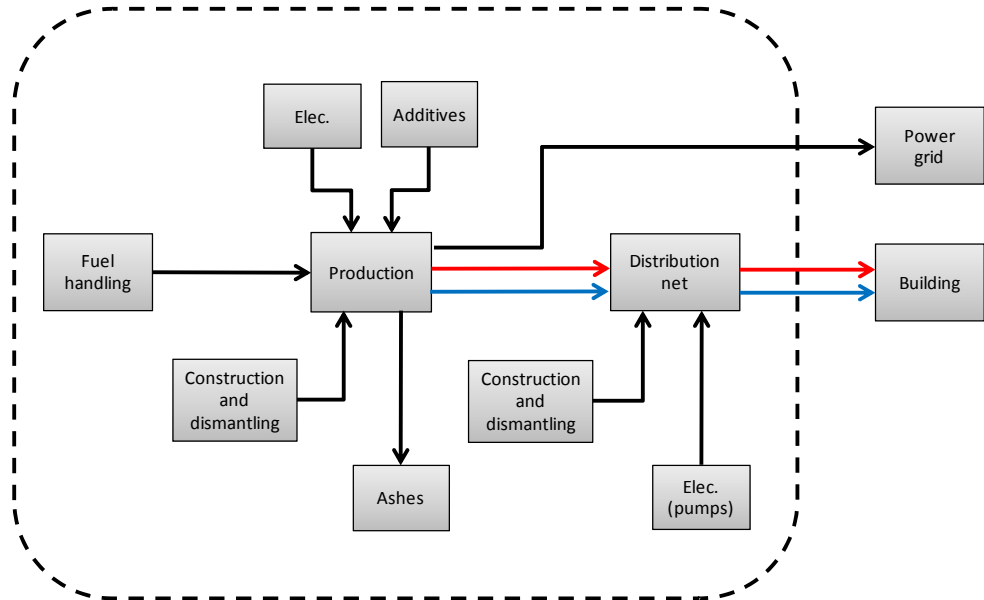 Elec.
Additives
Power
grid
Fuel
handling
Production
Distribution
net
Building
Construction
and
dismantling
Construction
and
dismantling
Ashes
Elec.
(pumps)